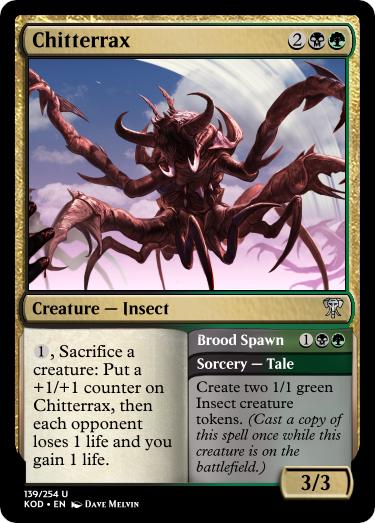 Chitterrax 2
Creature — Insect
1, Sacrifice a
creature: Put a
+1/+1 counter on
Chitterrax, then
each opponent
loses 1 life and you
gain 1 life.
Brood Spawn 1
Sorcery — Tale
Create two 1/1 green
Insect creature
tokens. (Cast a copy of
this spell once while this
creature is on the
battlefield.)
3/3
139/254 U
KOD • EN Dave Melvin